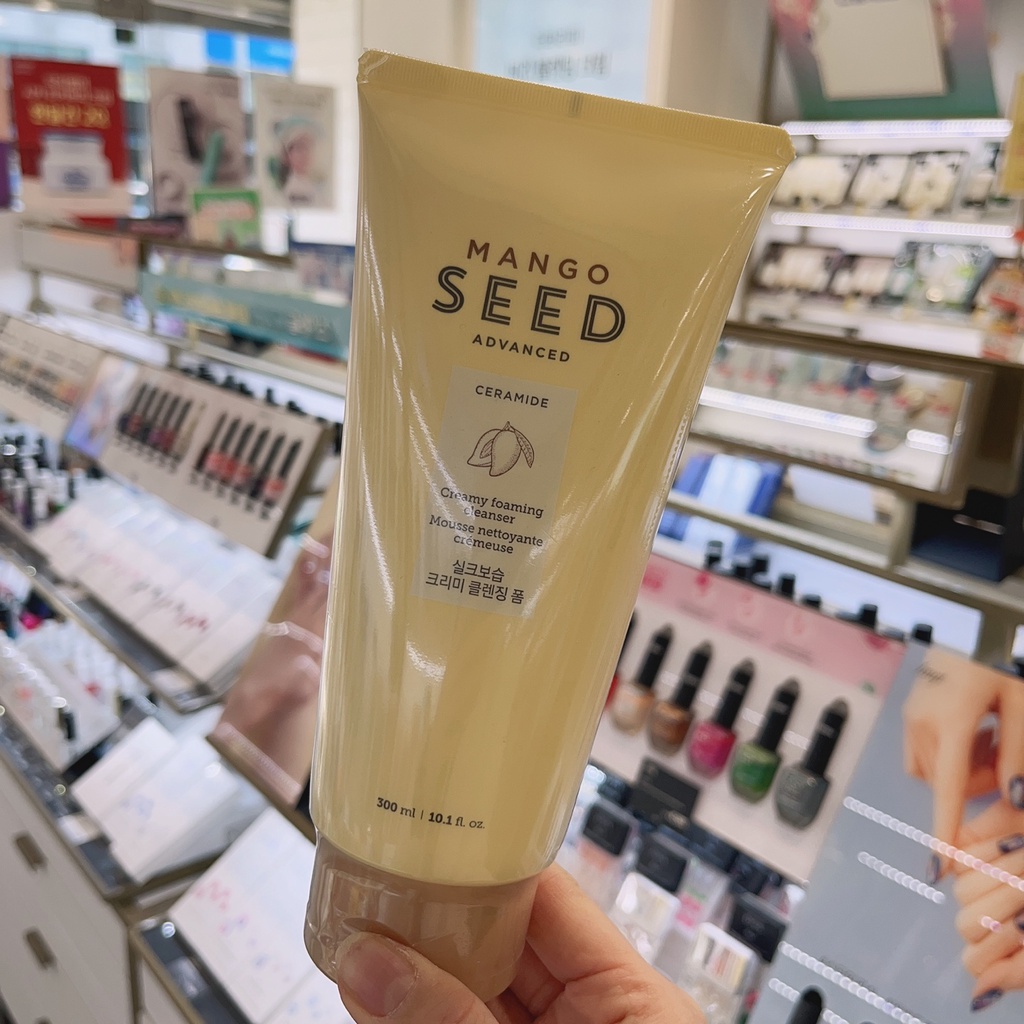 MANGO
SEED
ADVANCED
CERAMIDE
Creamy foaming
cleanser
Mousse nettoyante
crémeuse
실크보습
크리미 클렌징 폼
300 ml | 10.1 fl. oz.